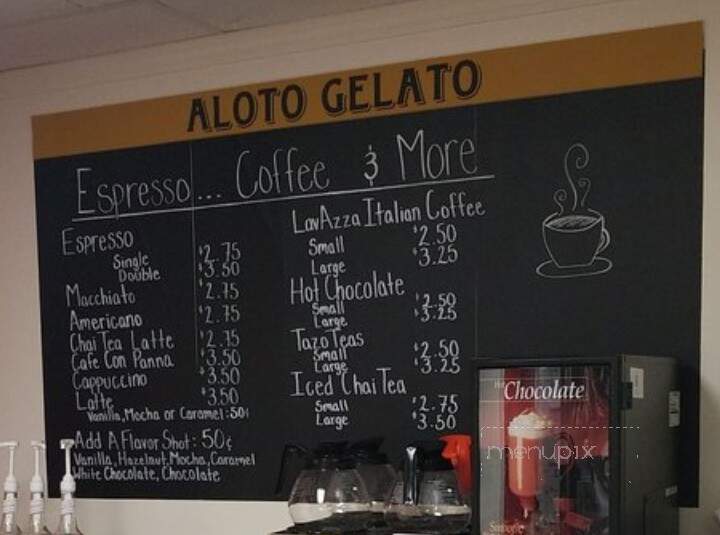 ALOTO GELATO
Espresso... Coffee & More
Espresso
Single $2.75
Double $3.50
Macchiato $2.75
Americano $2.75
Chai Tea Latte $2.75
Cafe Con Panna $3.50
Cappuccino $3.50
Latte $3.50
Vanilla, Mocha or Caramel: 50¢
Add A Flavor Shot: 50¢
Vanilla, Hazelnut, Mocha, Caramel
White Chocolate, Chocolate
LavAzza Italian Coffee
Small $2.50
Large $3.25
Hot Chocolate
Small $2.50
Large $3.25
Tazo Teas
Small $2.50
Large $3.25
Iced Chai Tea
Small $2.75
Large $3.50
Hot Chocolate
menupix